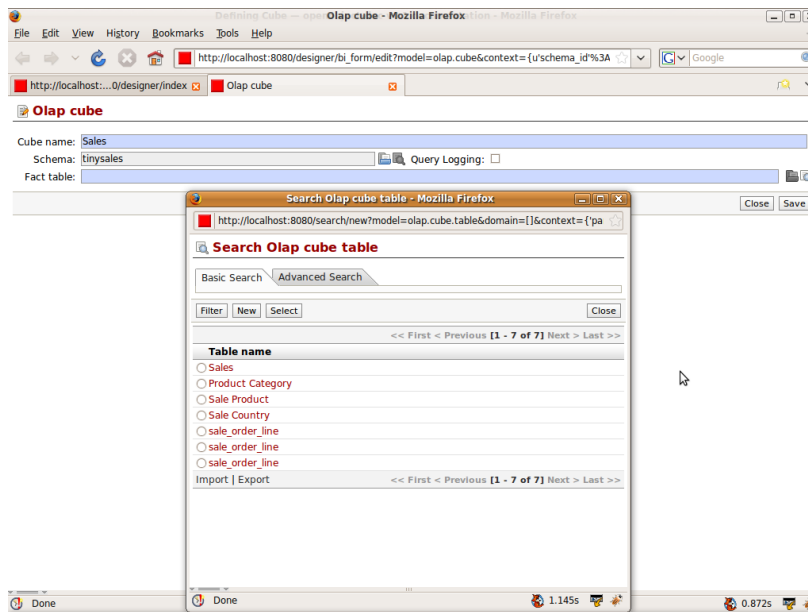 Olap cube - Mozilla Firefox
File Edit View History Bookmarks Tools Help
http://localhost:8080/designer/bi_form/edit?model=olap.cube&context={u'schema_id'%3A
Google
http://localhost:...0/designer/index
Olap cube
Olap cube
Cube name: Sales
Schema: tinysales
Query Logging:
Fact table:
Close Save
Search Olap cube table - Mozilla Firefox
http://localhost:8080/search/new?model=olap.cube.table&domain=[]&context={'pa
Search Olap cube table
Basic Search Advanced Search
Filter New Select Close
<< First < Previous [1 - 7 of 7] Next > Last >>
Table name
Sales
Product Category
Sale Product
Sale Country
sale_order_line
sale_order_line
sale_order_line
Import | Export << First < Previous [1 - 7 of 7] Next > Last >>
Done 1.145s
Done 0.872s